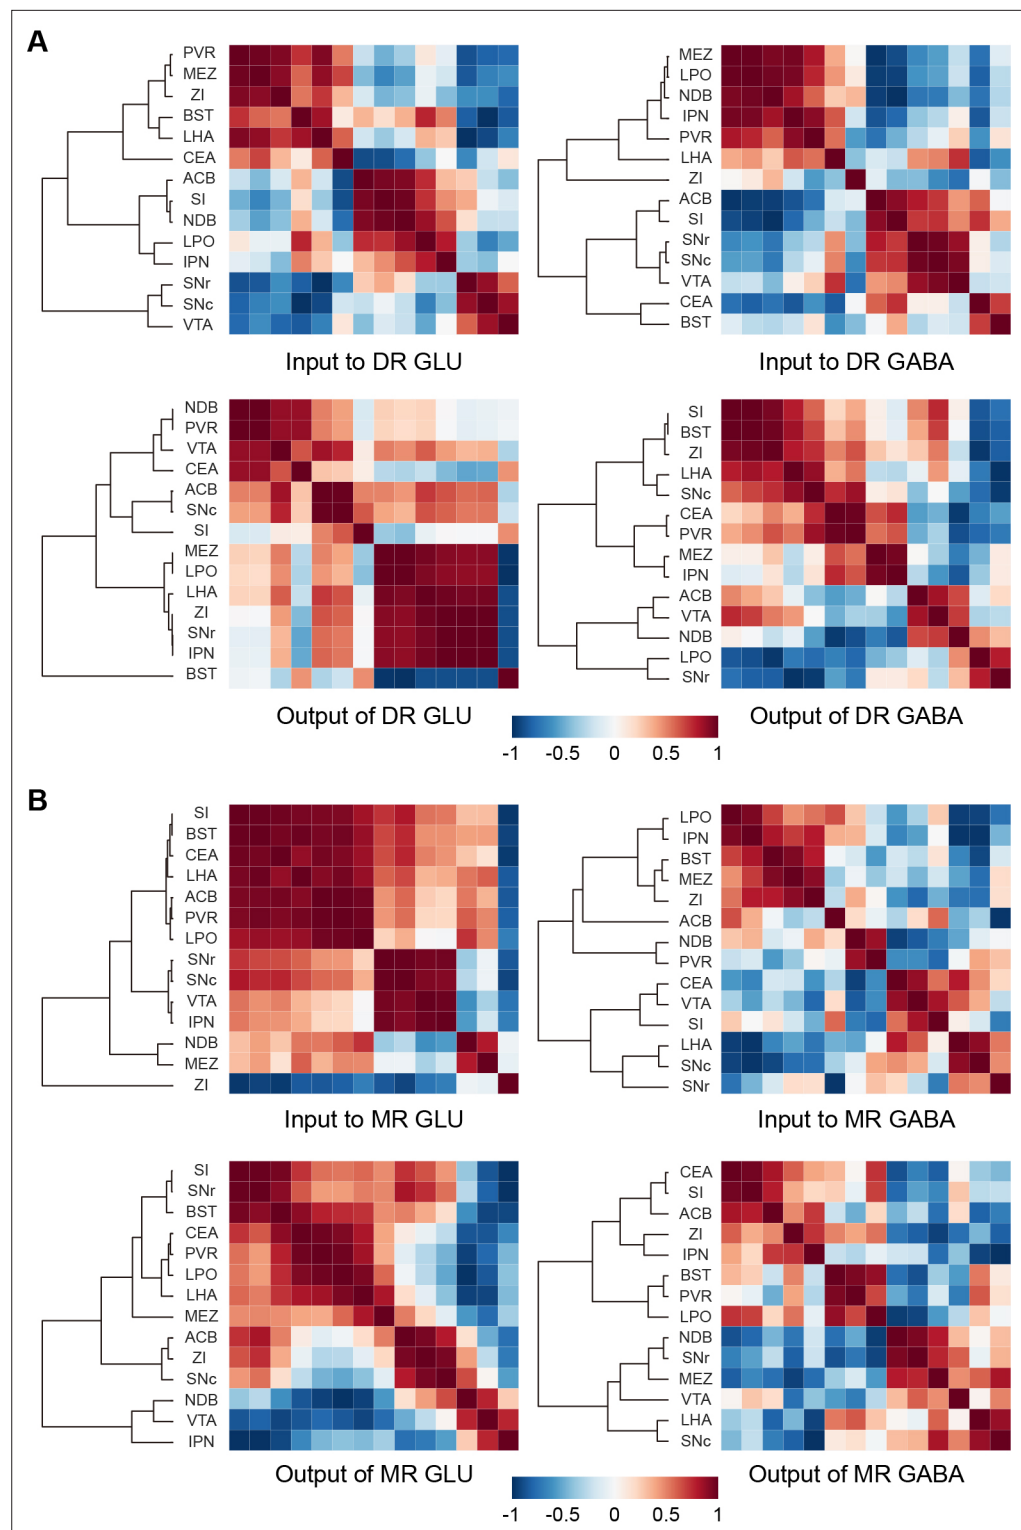 A
PVR
MEZ
ZI
BST
LHA
CEA
ACB
SI
NDB
LPO
IPN
SNr
SNc
VTA
Input to DR GLU
MEZ
LPO
NDB
IPN
PVR
LHA
ZI
ACB
SI
SNr
SNc
VTA
CEA
BST
Input to DR GABA
NDB
PVR
VTA
CEA
ACB
SNc
SI
MEZ
LPO
LHA
ZI
SNr
IPN
BST
Output of DR GLU
SI
BST
ZI
LHA
SNc
CEA
PVR
MEZ
IPN
ACB
VTA
NDB
LPO
SNr
Output of DR GABA
-1 -0.5 0 0.5 1
B
SI
BST
CEA
LHA
ACB
PVR
LPO
SNr
SNc
VTA
IPN
NDB
MEZ
ZI
Input to MR GLU
LPO
IPN
BST
MEZ
ZI
ACB
NDB
PVR
CEA
VTA
SI
LHA
SNc
SNr
Input to MR GABA
SI
SNr
BST
CEA
PVR
LPO
LHA
MEZ
ACB
ZI
SNc
NDB
VTA
IPN
Output of MR GLU
CEA
SI
ACB
ZI
IPN
BST
PVR
LPO
NDB
SNr
MEZ
VTA
LHA
SNc
Output of MR GABA
-1 -0.5 0 0.5 1